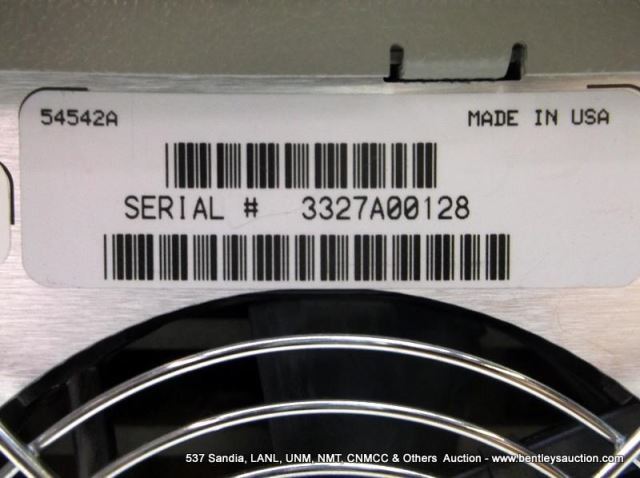 54542A MADE IN USA
SERIAL # 3327A00128
537 Sandia, LANL, UNM, NMT, CNMCC & Others Auction - www.bentleysauction.com